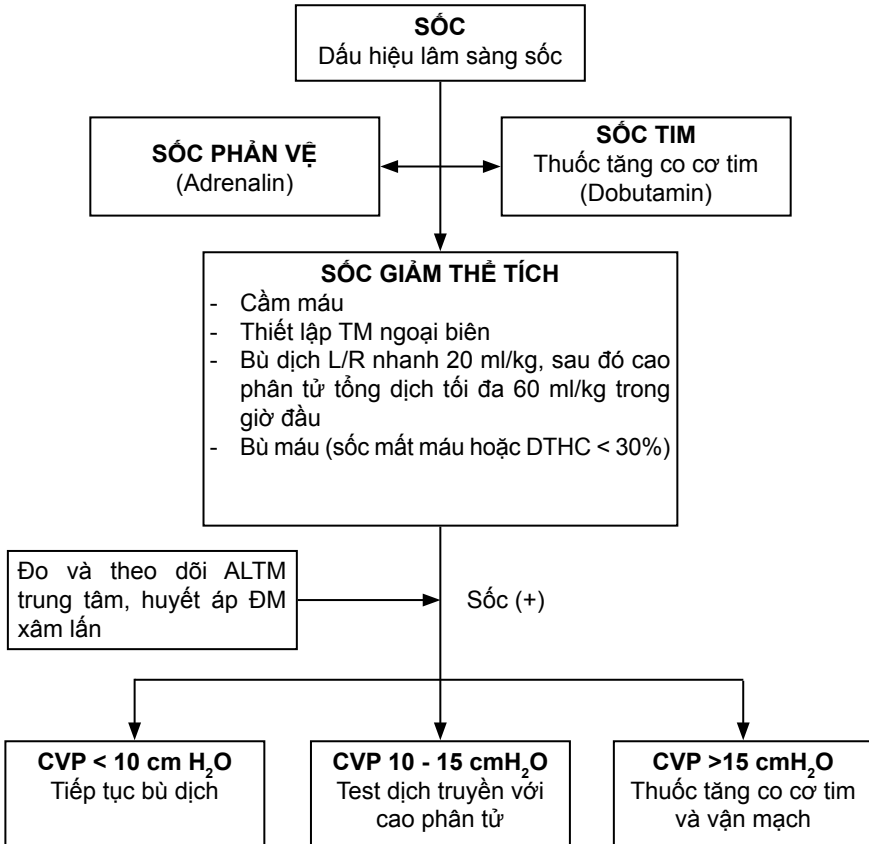 SỐC
Dấu hiệu lâm sàng sốc
SỐC PHẢN VỆ
(Adrenalin)
SỐC TIM
Thuốc tăng co cơ tim
(Dobutamin)
SỐC GIẢM THỂ TÍCH
- Cầm máu
- Thiết lập TM ngoại biên
- Bù dịch L/R nhanh 20 ml/kg, sau đó cao
phân tử tổng dịch tối đa 60 ml/kg trong
giờ đầu
- Bù máu (sốc mất máu hoặc DTHC < 30%)
Đo và theo dõi ALTM
trung tâm, huyết áp ĐM
xâm lấn
Sốc (+)
CVP < 10 cm H₂O
Tiếp tục bù dịch
CVP 10 - 15 cmH₂O
Test dịch truyền với
cao phân tử
CVP >15 cmH₂O
Thuốc tăng co cơ tim
và vận mạch